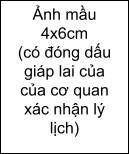 Ảnh mầu
4x6cm
(có đóng dấu
giáp lai của
của cơ quan
xác nhận lý
lịch)